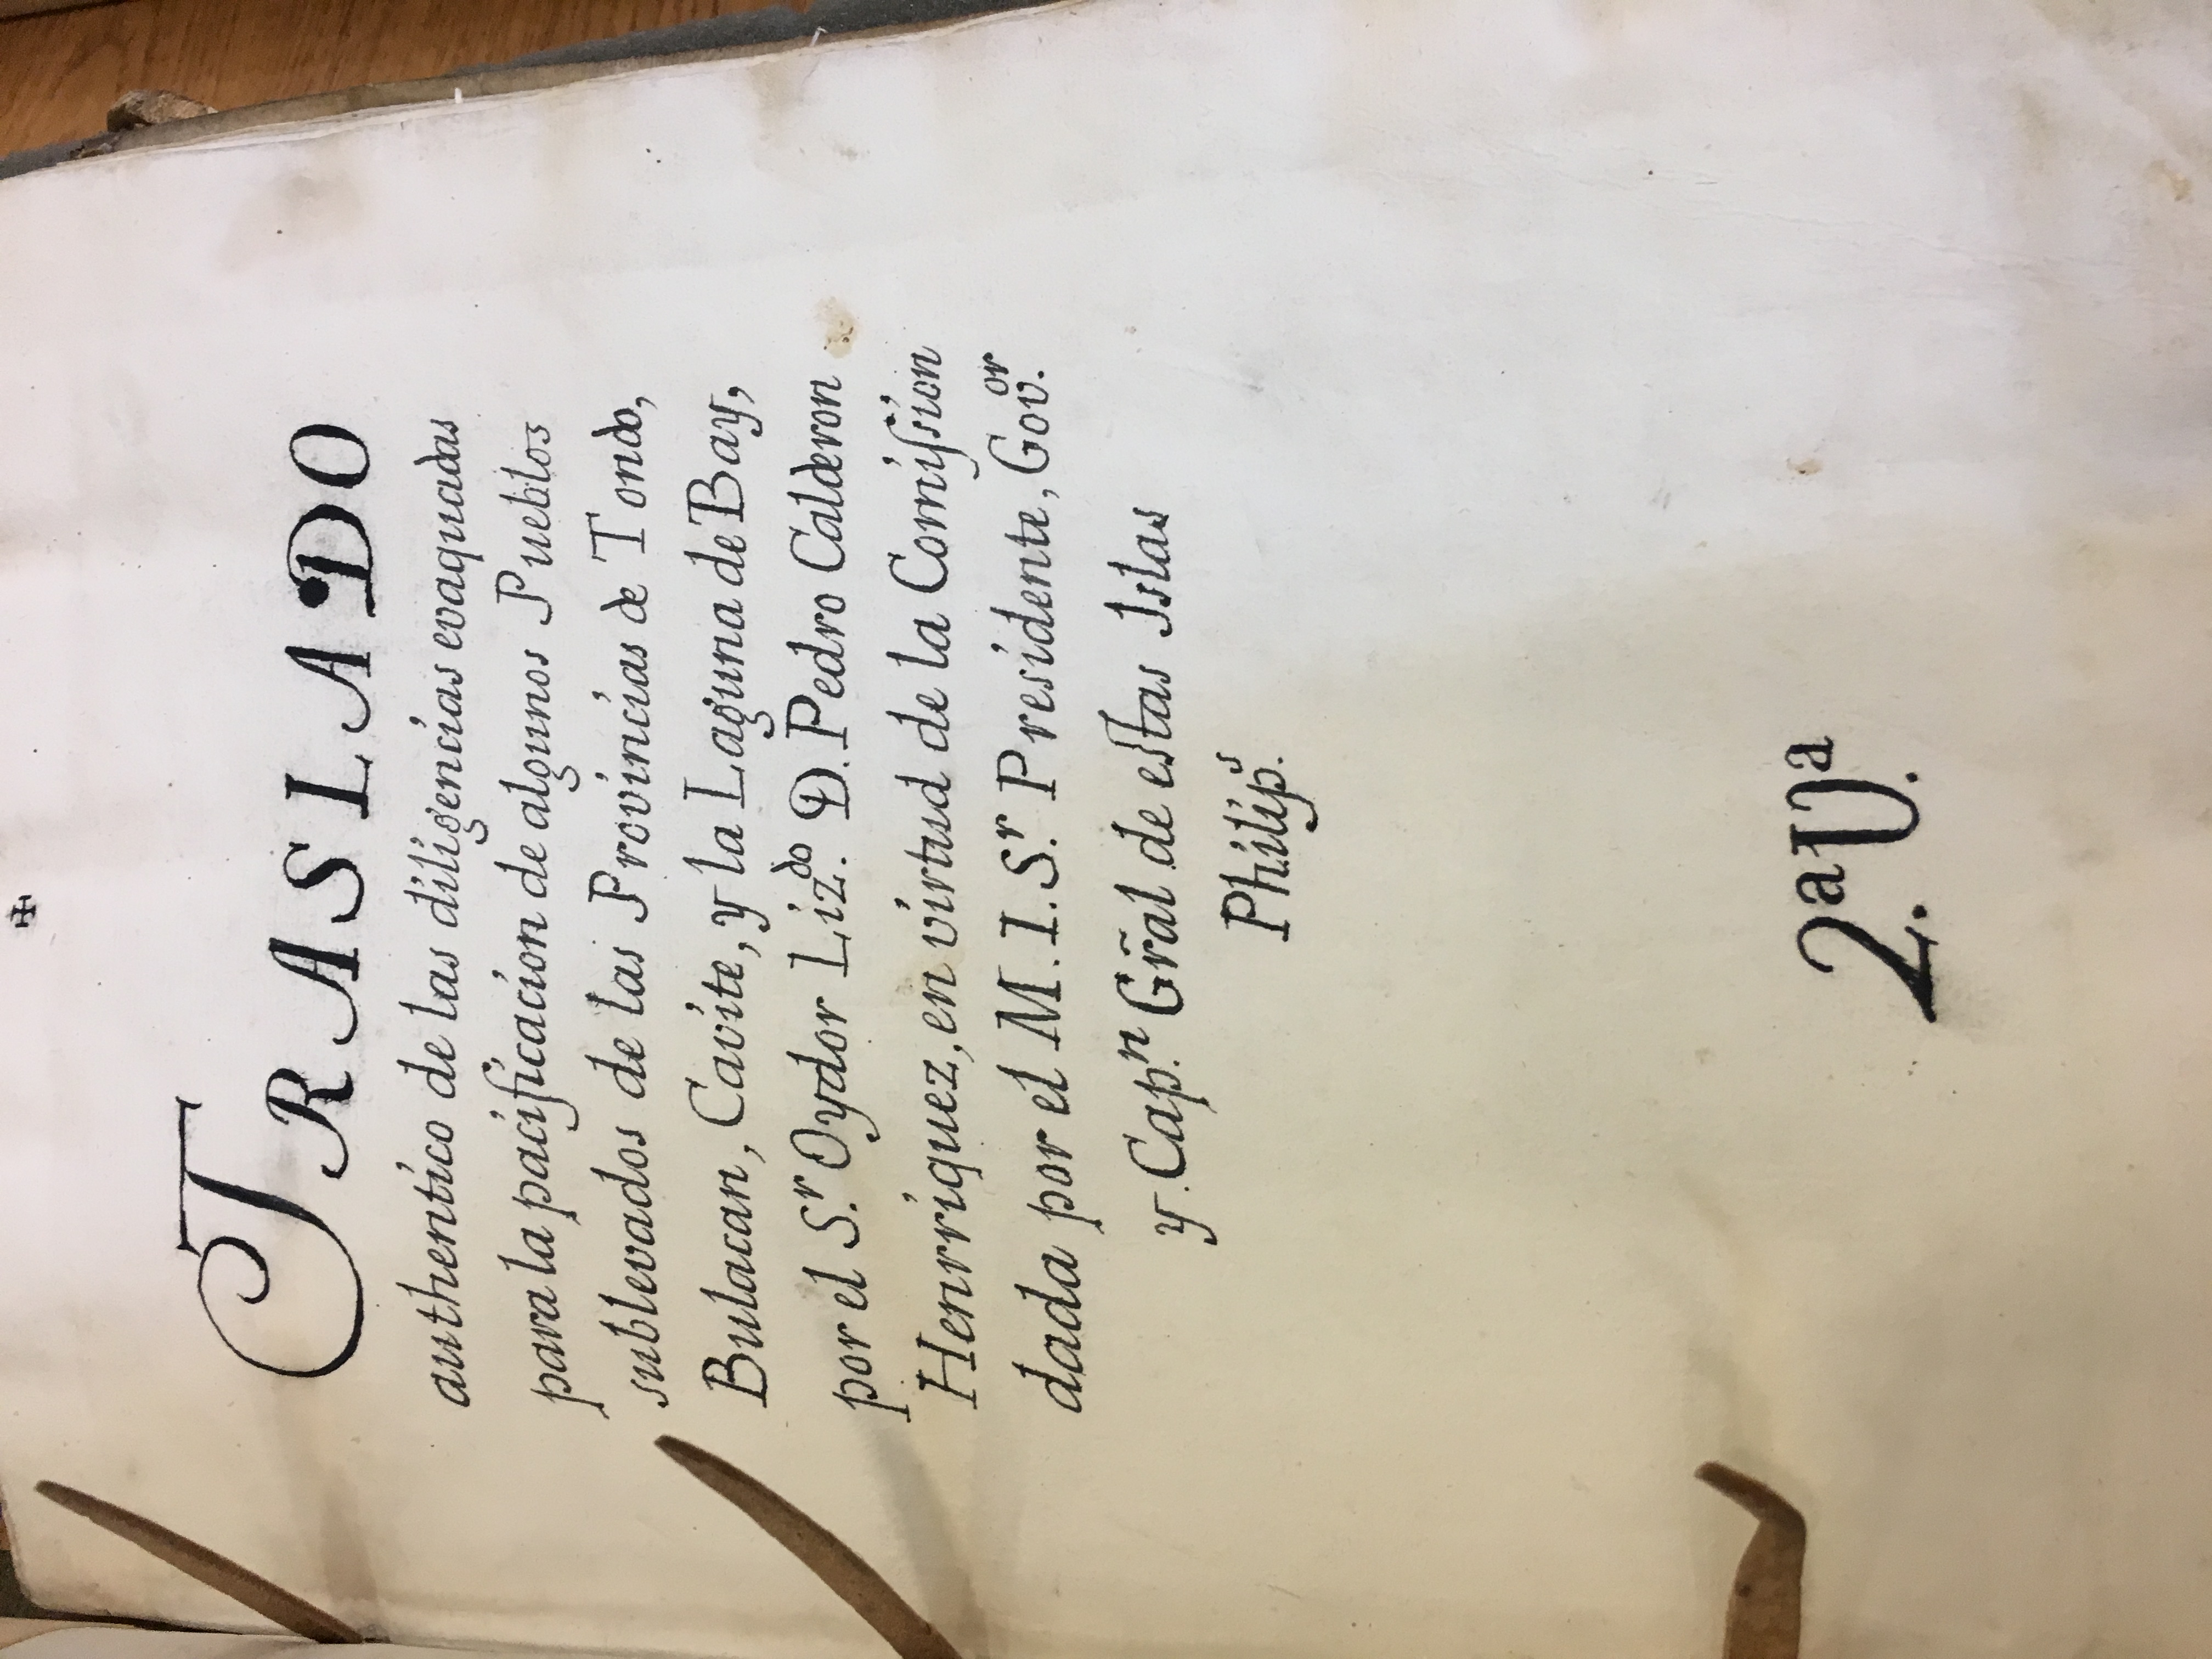 ✠
TRASLADO
authentico de las diligencias evaquadas
para la pacificacion de algunos Pueblos
sublevados de las Provincias de Tondo,
Bulacan, Cavite, y la Laguna de Bay,
por el S.r Oydor Liz.do D. Pedro Calderon
Henrriquez, en virtud de la Comiſsion
dada por el M. I. S.r Presidente, Gov.or
y Cap.n Gr̃al de eſtas Islas
Philip.s
2.a V.a